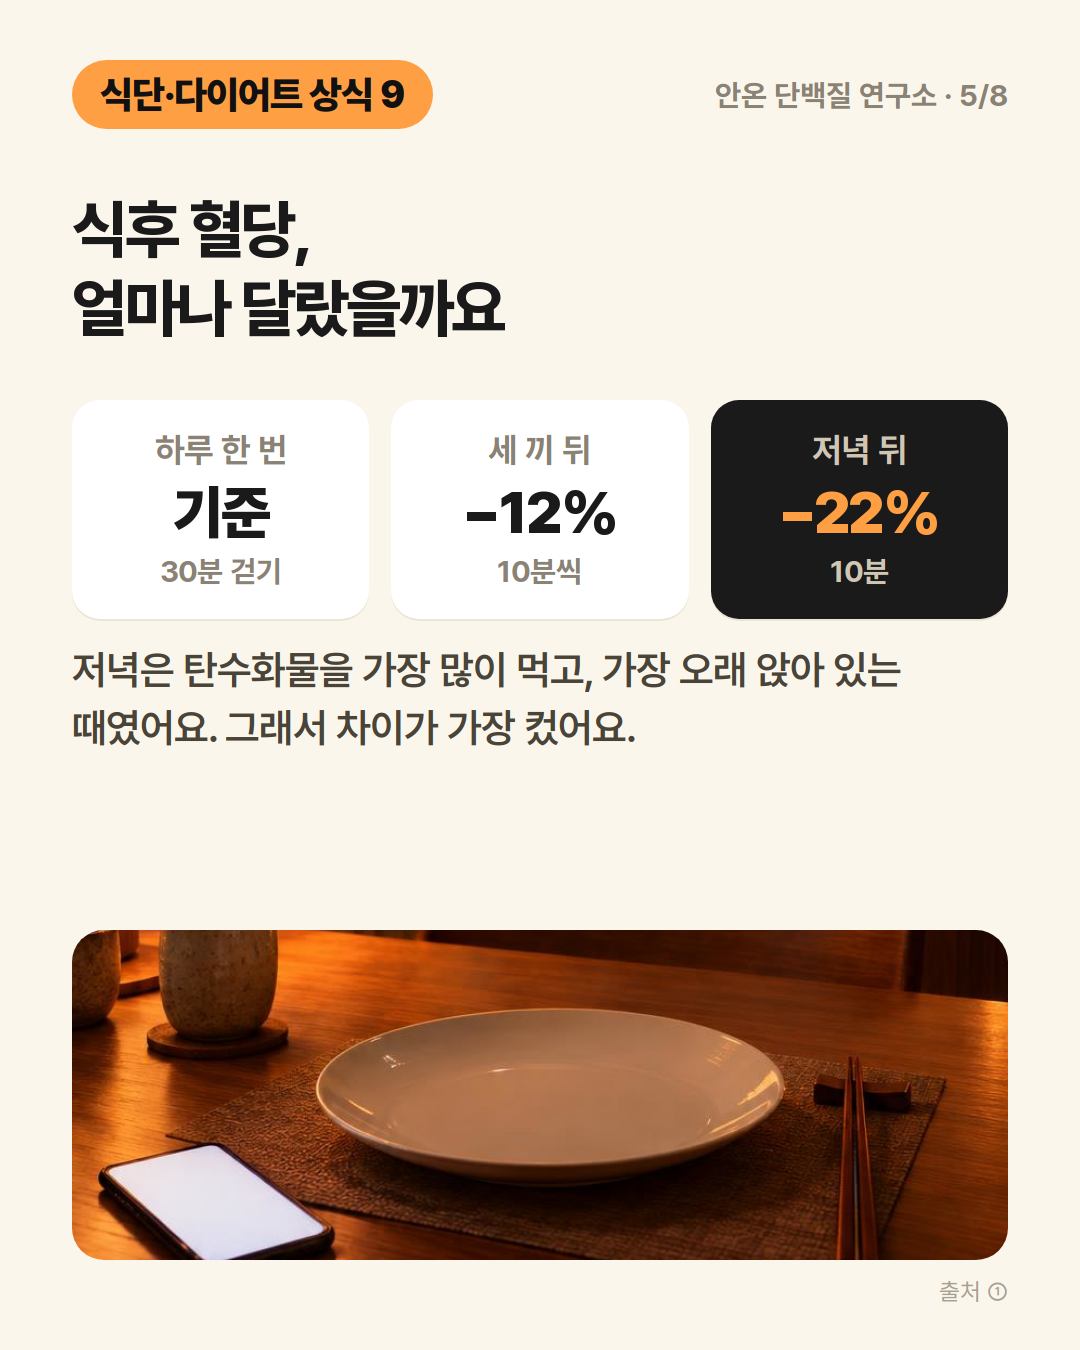 식단·다이어트 상식 9
안온 단백질 연구소 · 5/8
식후 혈당,
얼마나 달랐을까요
하루 한 번
기준
30분 걷기
세 끼 뒤
−12%
10분씩
저녁 뒤
−22%
10분
저녁은 탄수화물을 가장 많이 먹고, 가장 오래 앉아 있는
때였어요. 그래서 차이가 가장 컸어요.
출처 ①